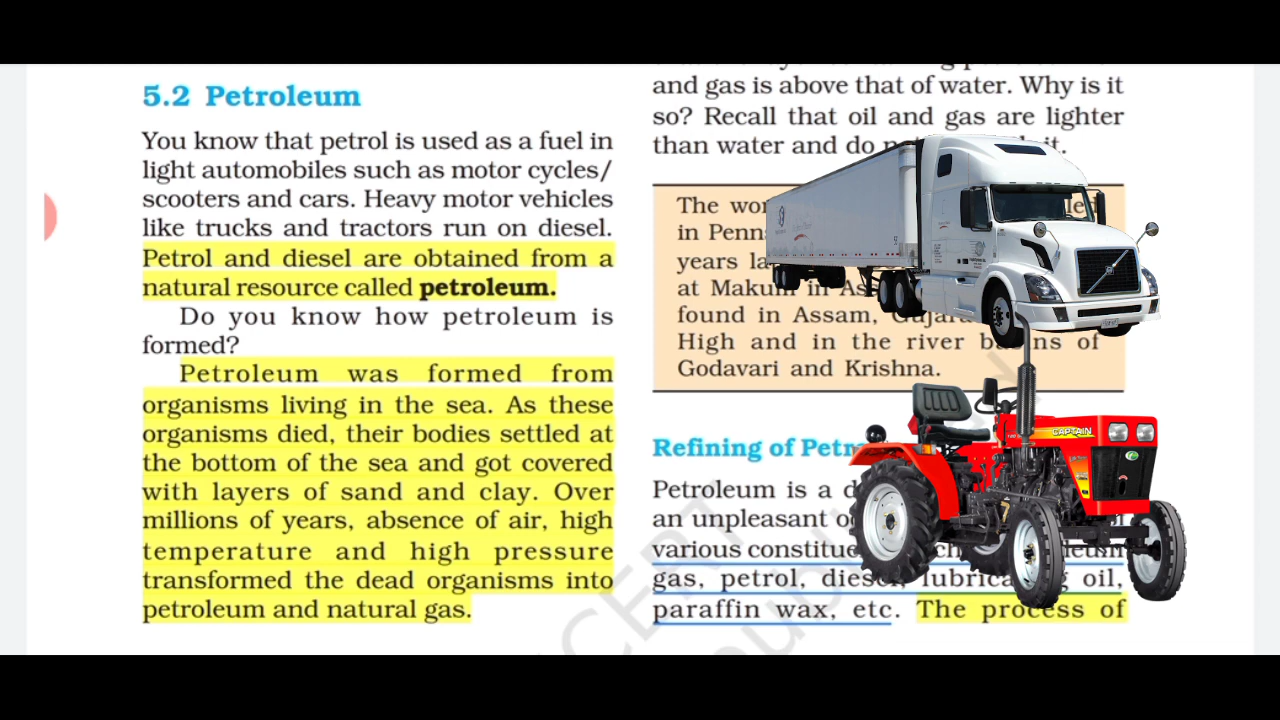 5.2 Petroleum
You know that petrol is used as a fuel in
light automobiles such as motor cycles/
scooters and cars. Heavy motor vehicles
like trucks and tractors run on diesel.
Petrol and diesel are obtained from a
natural resource called petroleum.
Do you know how petroleum is
formed?
Petroleum was formed from
organisms living in the sea. As these
organisms died, their bodies settled at
the bottom of the sea and got covered
with layers of sand and clay. Over
millions of years, absence of air, high
temperature and high pressure
transformed the dead organisms into
petroleum and natural gas.
and gas is above that of water. Why is it
so? Recall that oil and gas are lighter
than water and do
The
in
years
at Makum in
found in Assam,
High and in the river basins of
Godavari and Krishna.
Refining of
Petroleum is a
an unpleasant
various
gas, petrol, diesel, lubricating oil,
paraffin wax, etc. The process of
CAPTAIN
NCERT